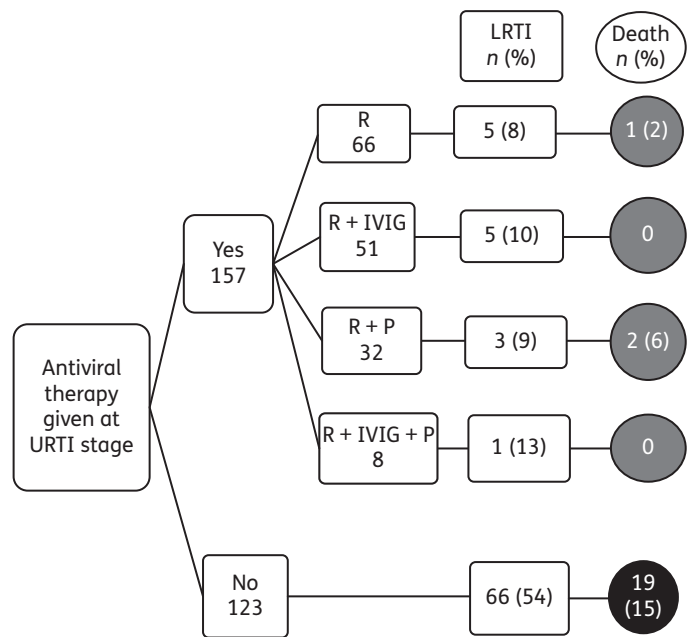 LRTI
n (%)
Death
n (%)
R
66
5 (8)
1 (2)
R + IVIG
51
5 (10)
0
Yes
157
R + P
32
3 (9)
2 (6)
Antiviral
therapy
given at
URTI stage
R + IVIG + P
8
1 (13)
0
No
123
66 (54)
19
(15)